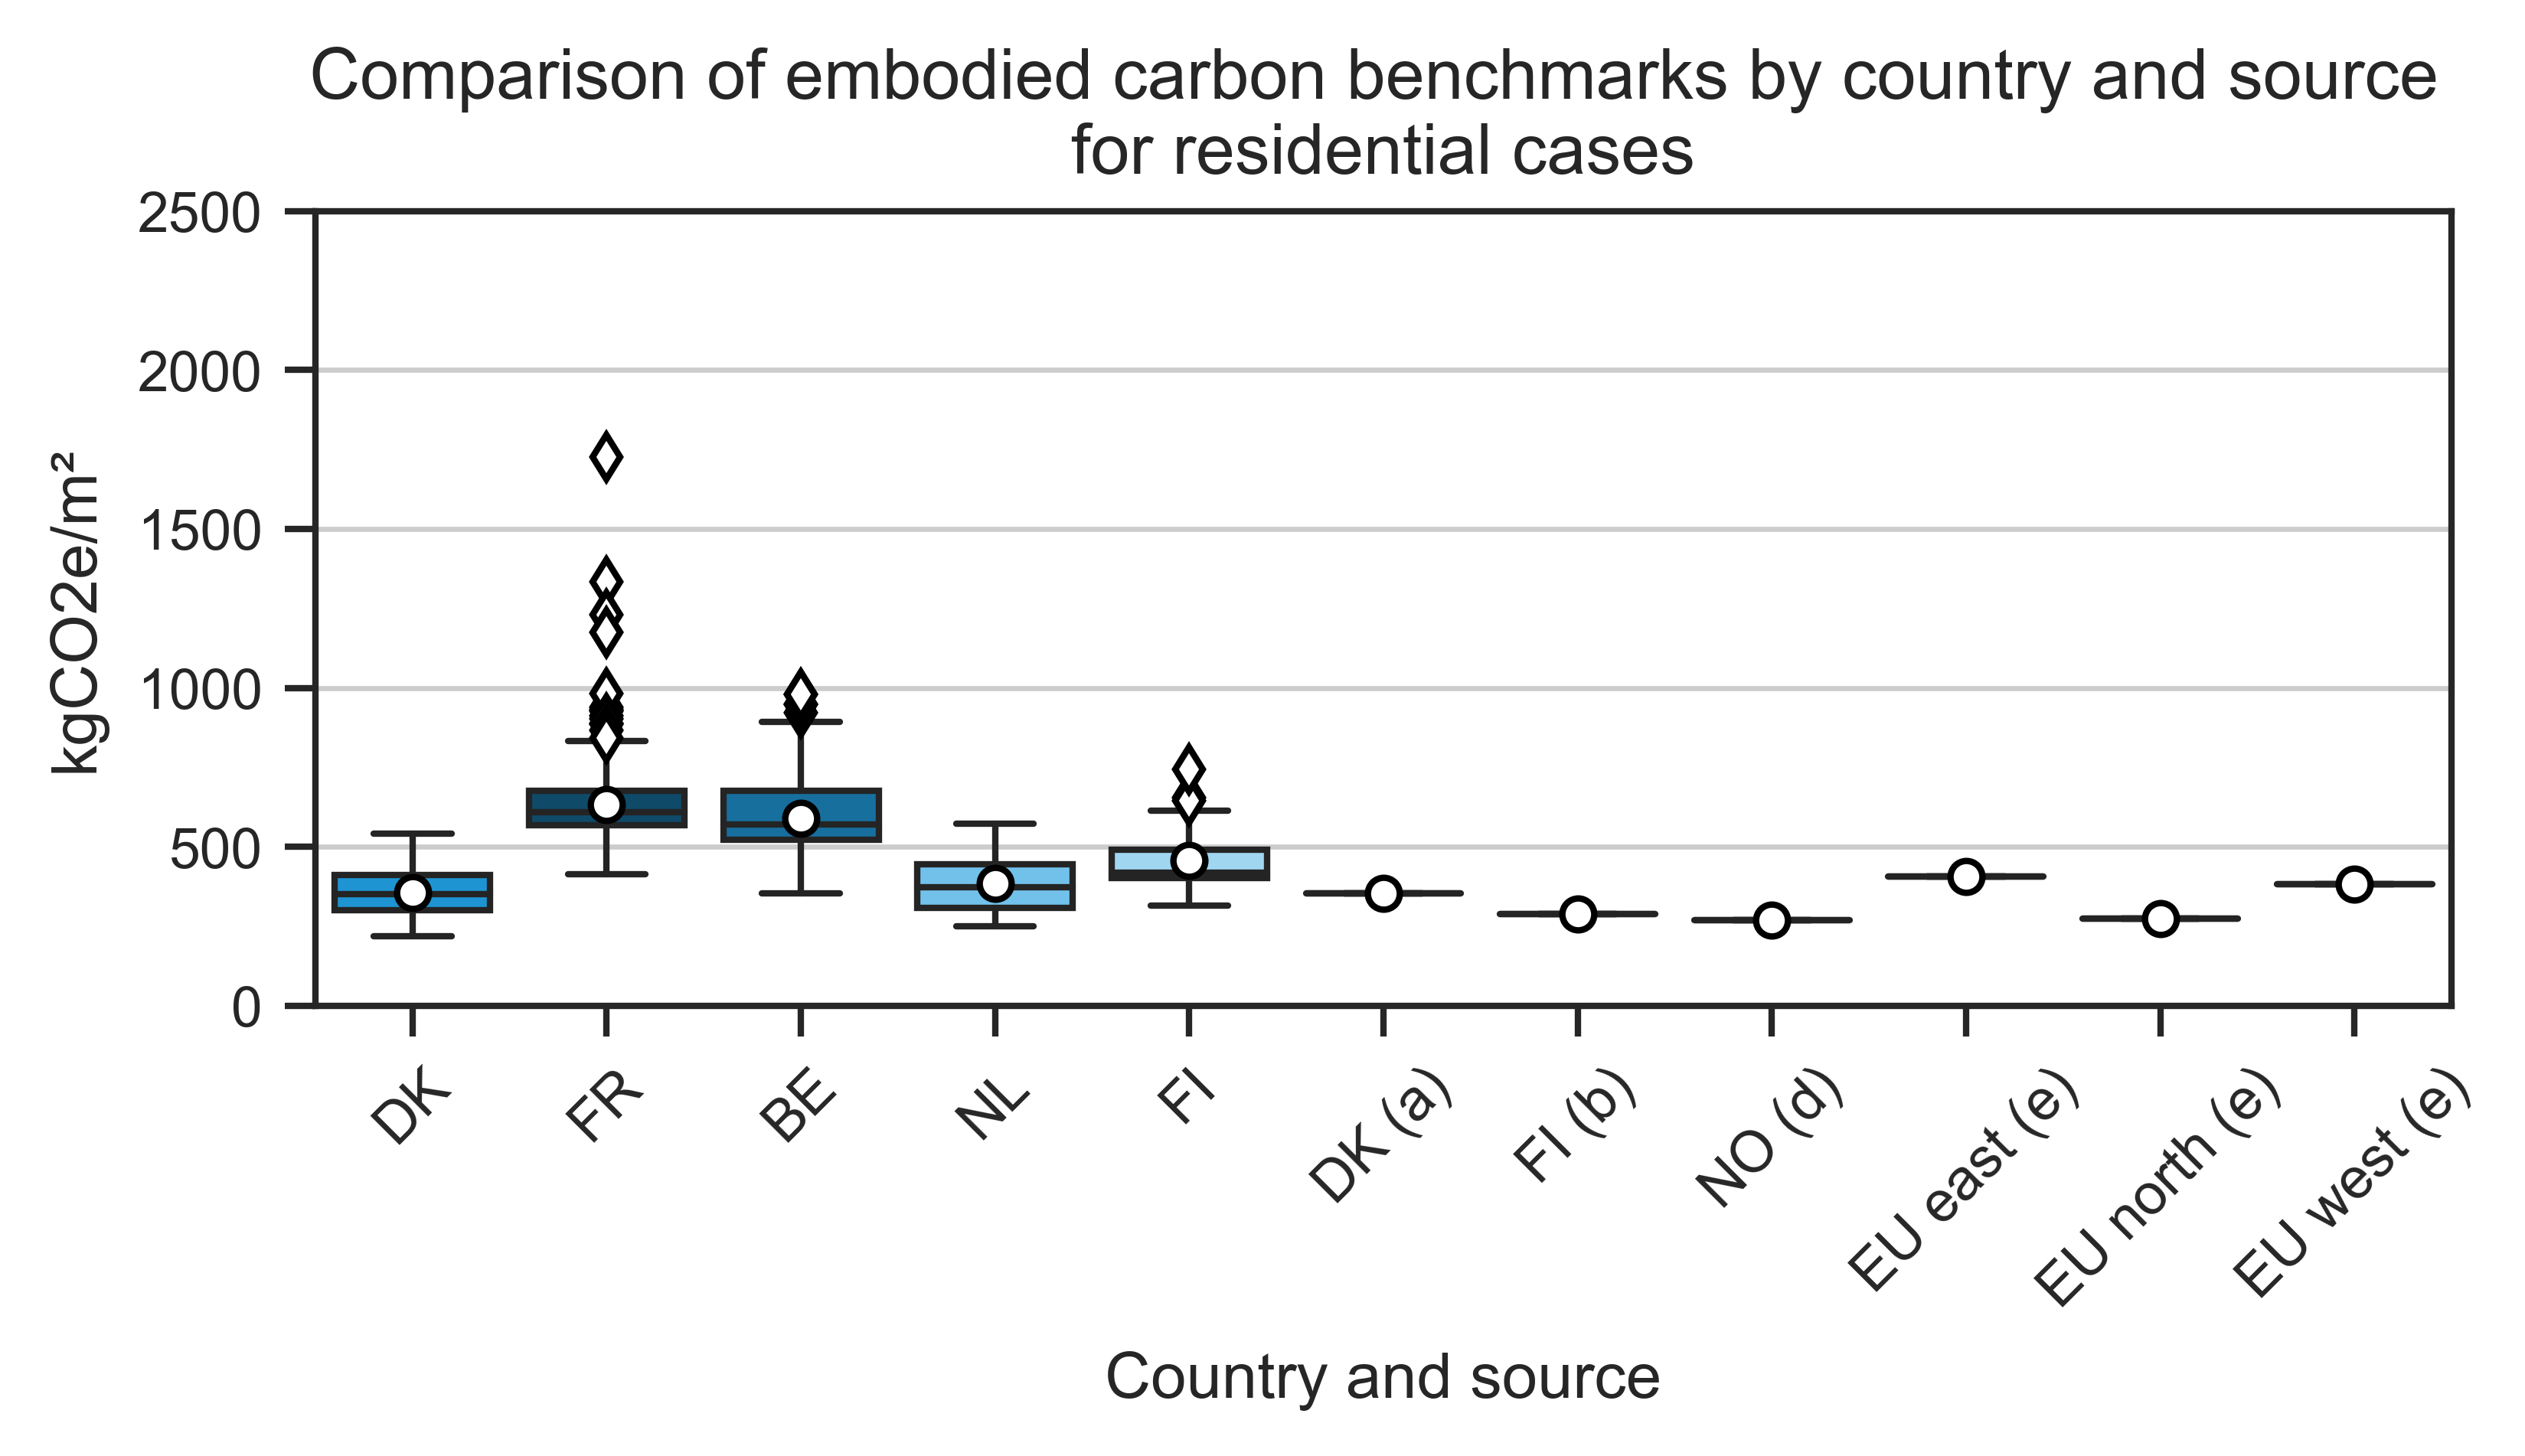 Comparison of embodied carbon benchmarks by country and source
for residential cases
kgCO2e/m²
2500
2000
1500
1000
500
0
DK
FR
BE
NL
FI
DK (a)
FI (b)
NO (d)
EU east (e)
EU north (e)
EU west (e)
Country and source